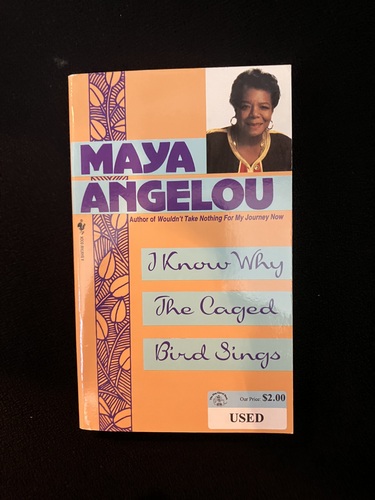 MAYA
ANGELOU
Author of Wouldn't Take Nothing For My Journey Now
I Know Why
The Caged
Bird Sings
Our Price $2.00
USED